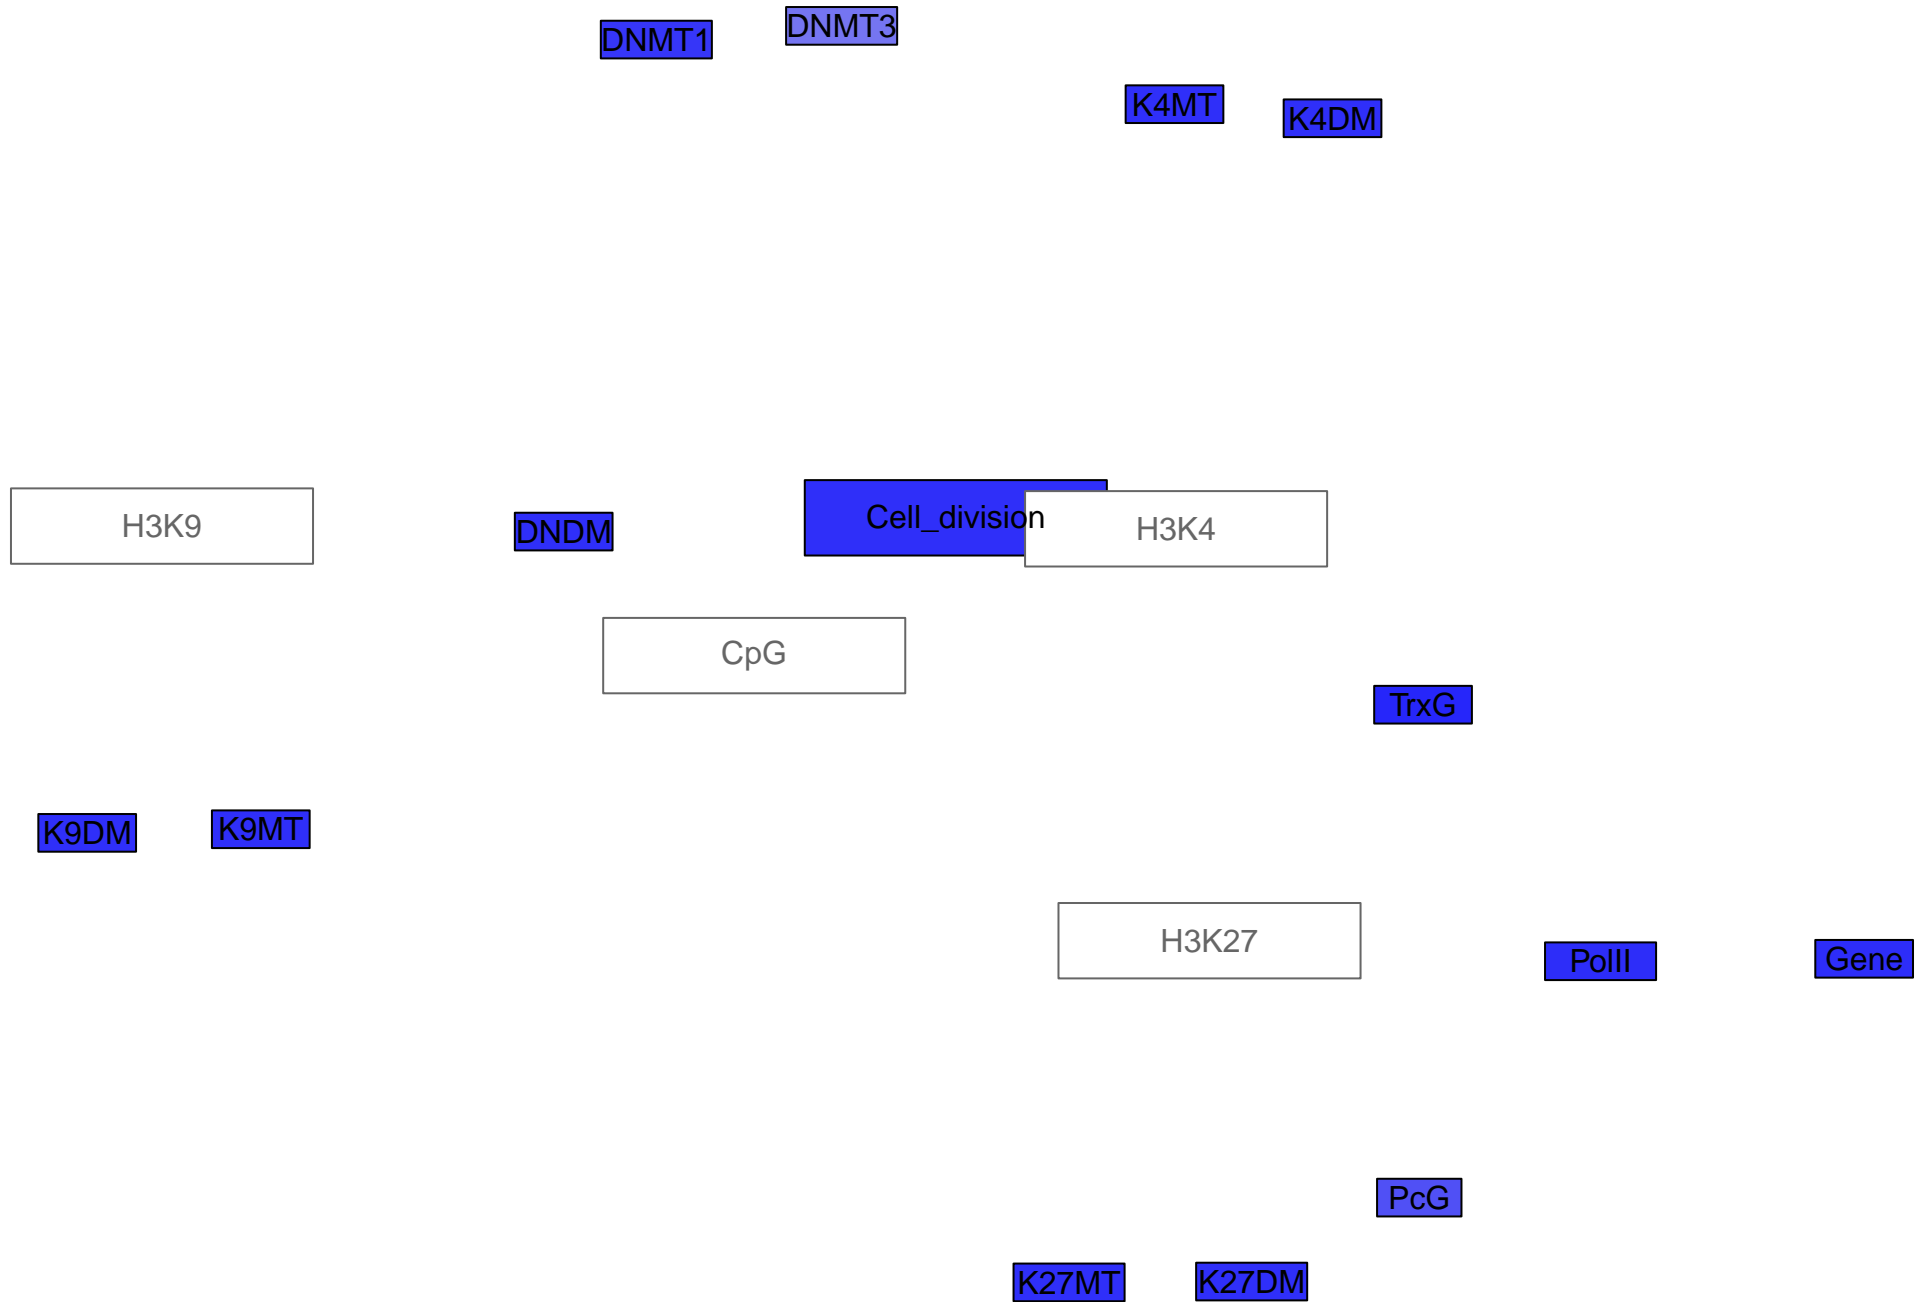 DNMT1
DNMT3
K4MT
K4DM
H3K9
DNDM
Cell_division
H3K4
CpG
TrxG
K9DM
K9MT
H3K27
PolII
Gene
PcG
K27MT
K27DM